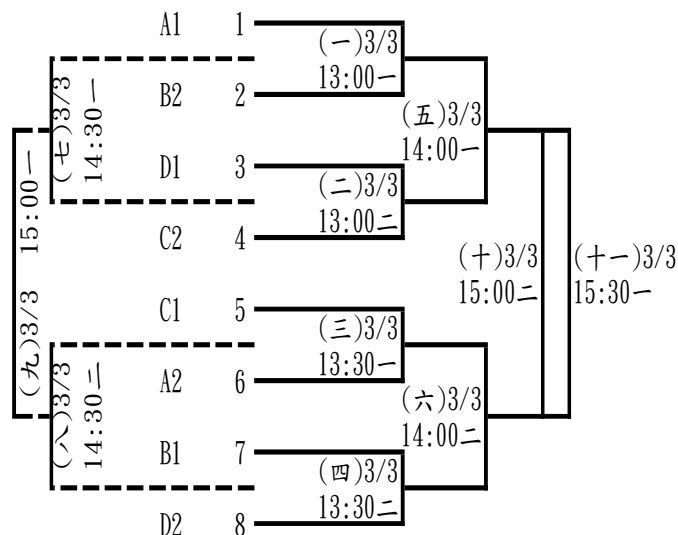 A1 1
(一)3/3
13:00一
B2 2
(七)3/3
14:30一
(五)3/3
14:00一
D1 3
(二)3/3
13:00二
C2 4
(九)3/3 15:00一
(十)3/3
15:00二
(十一)3/3
15:30一
C1 5
(三)3/3
13:30一
A2 6
(八)3/3
14:30二
(六)3/3
14:00二
B1 7
(四)3/3
13:30二
D2 8